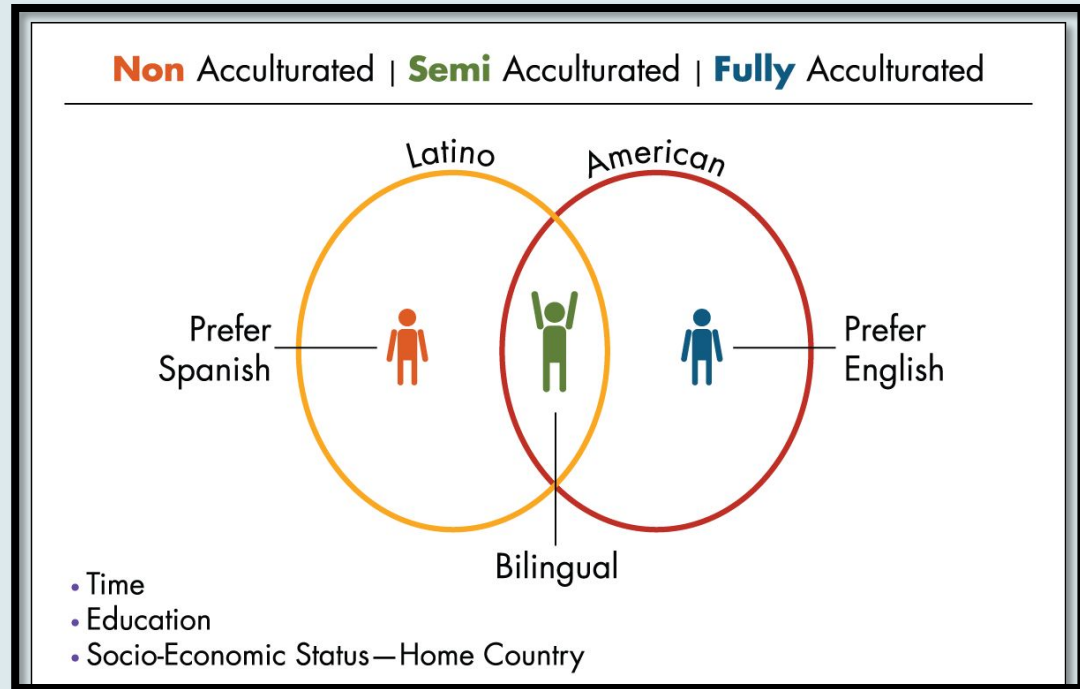 Non Acculturated | Semi Acculturated | Fully Acculturated
Latino
American
Prefer
Spanish
Prefer
English
Bilingual
• Time
• Education
• Socio-Economic Status—Home Country